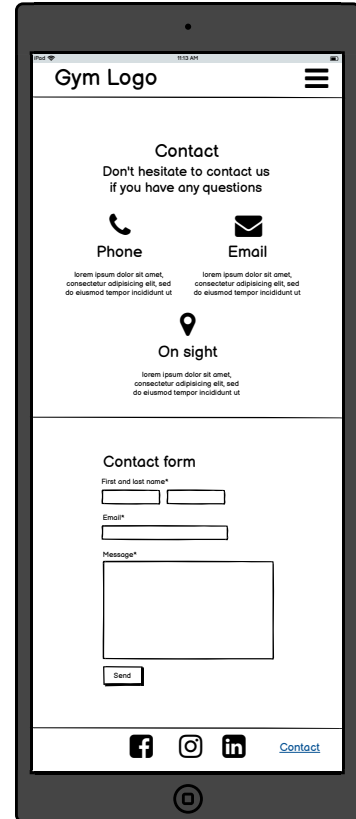 iPad
11:13 AM
Gym Logo
Contact
Don't hesitate to contact us
if you have any questions
Phone
Email
lorem ipsum dolor sit amet,
consectetur adipisicing elit, sed
do eiusmod tempor incididunt ut
lorem ipsum dolor sit amet,
consectetur adipisicing elit, sed
do eiusmod tempor incididunt ut
On sight
lorem ipsum dolor sit amet,
consectetur adipisicing elit, sed
do eiusmod tempor incididunt ut
Contact form
First and last name*
Email*
Message*
Send
in
Contact